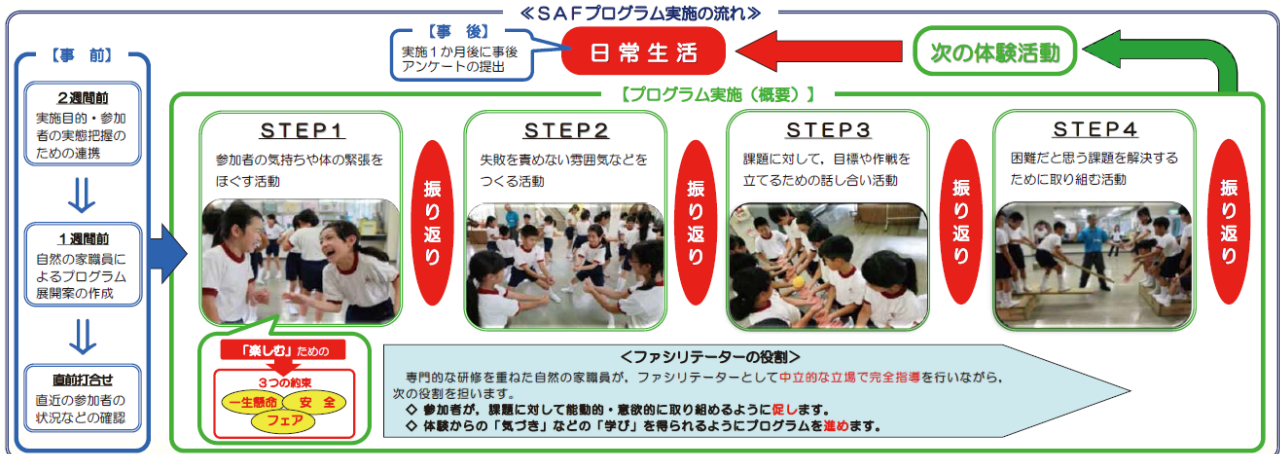 ≪ＳＡＦプログラム実施の流れ≫
【事　前】
２週間前
実施目的・参加
者の実態把握の
ための連携
１週間前
自然の家職員に
よるプログラム
展開案の作成
直前打合せ
直近の参加者の
状況などの確認
【事　後】
実施１か月後に事後
アンケートの提出
日常生活
次の体験活動
【プログラム実施（概要）】
ＳＴＥＰ１
参加者の気持ちや体の緊張を
ほぐす活動
振り返り
ＳＴＥＰ２
失敗を責めない雰囲気などを
つくる活動
振り返り
ＳＴＥＰ３
課題に対して，目標や作戦を
立てるための話し合い活動
振り返り
ＳＴＥＰ４
困難だと思う課題を解決する
ために取り組む活動
振り返り
「楽しむ」ための
３つの約束
一生懸命　安　全
フェア
＜ファシリテーターの役割＞
専門的な研修を重ねた自然の家職員が，ファシリテーターとして中立的な立場で完全指導を行いながら，
次の役割を担います。
◇ 参加者が，課題に対して能動的・意欲的に取り組めるように促します。
◇ 体験からの「気づき」などの「学び」を得られるようにプログラムを進めます。